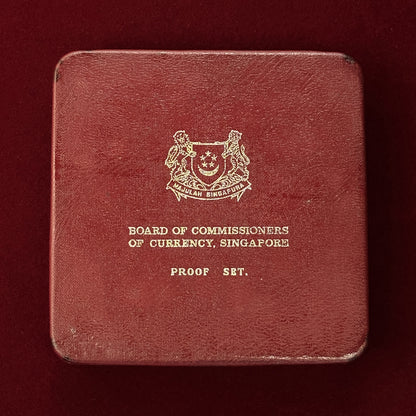 MAJULAH SINGAPURA
BOARD OF COMMISSIONERS
OF CURRENCY, SINGAPORE
PROOF SET.